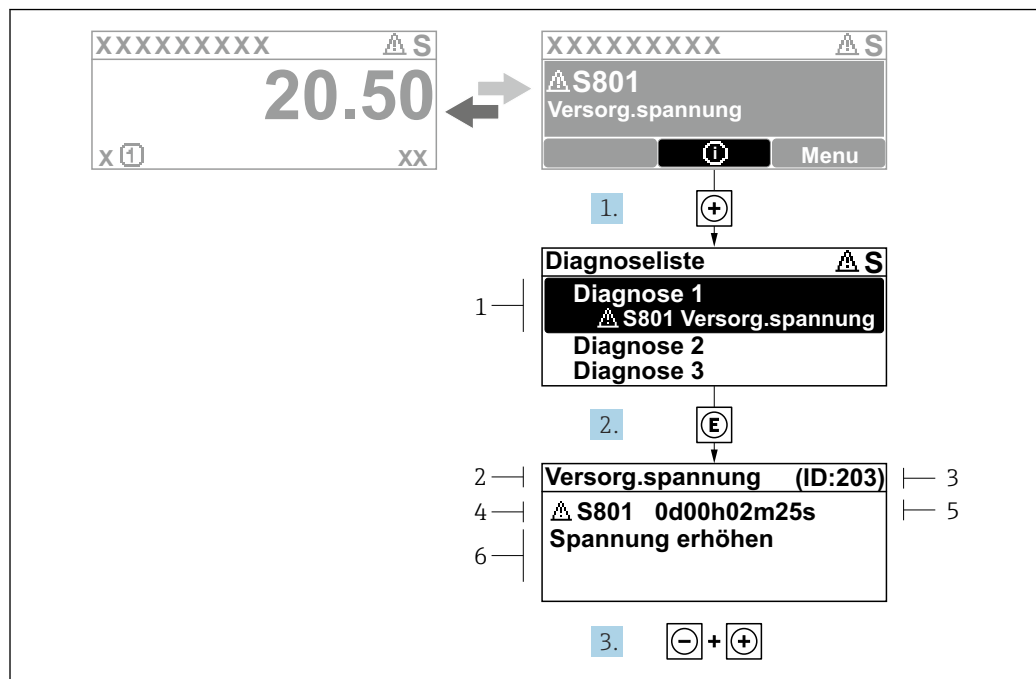 XXXXXXXXX ⚠ S
20.50
x ① xx
XXXXXXXXX ⚠ S
⚠ S801
Versorg.spannung
ⓘ Menu
1. +
Diagnoseliste ⚠ S
1
Diagnose 1
⚠ S801 Versorg.spannung
Diagnose 2
Diagnose 3
2. E
2 Versorg.spannung (ID:203) 3
4 ⚠ S801 0d00h02m25s 5
6 Spannung erhöhen
3. - + +